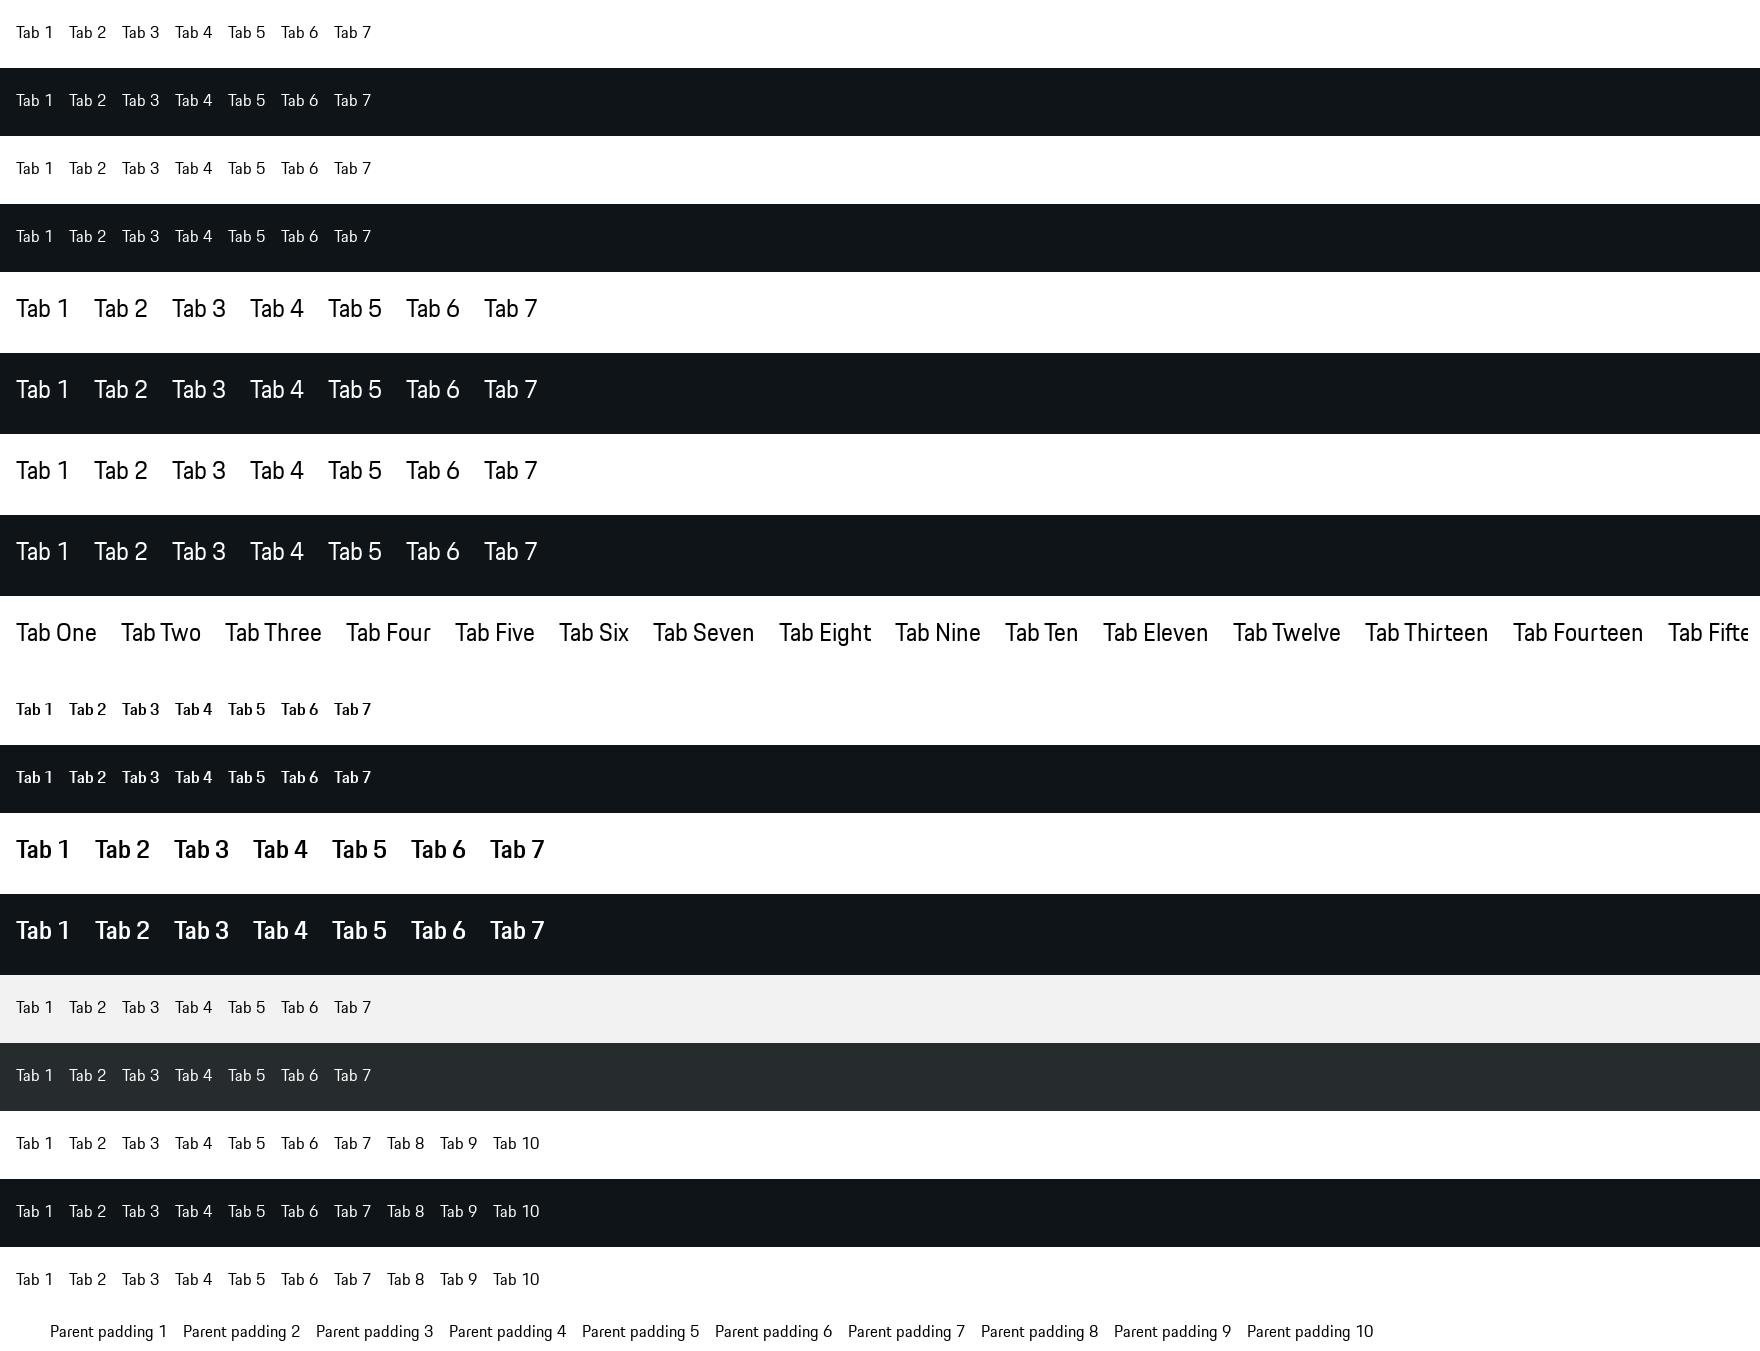 Tab 1 Tab 2 Tab 3 Tab 4 Tab 5 Tab 6 Tab 7
Tab 1 Tab 2 Tab 3 Tab 4 Tab 5 Tab 6 Tab 7
Tab 1 Tab 2 Tab 3 Tab 4 Tab 5 Tab 6 Tab 7
Tab 1 Tab 2 Tab 3 Tab 4 Tab 5 Tab 6 Tab 7
Tab 1 Tab 2 Tab 3 Tab 4 Tab 5 Tab 6 Tab 7
Tab 1 Tab 2 Tab 3 Tab 4 Tab 5 Tab 6 Tab 7
Tab 1 Tab 2 Tab 3 Tab 4 Tab 5 Tab 6 Tab 7
Tab 1 Tab 2 Tab 3 Tab 4 Tab 5 Tab 6 Tab 7
Tab One Tab Two Tab Three Tab Four Tab Five Tab Six Tab Seven Tab Eight Tab Nine Tab Ten Tab Eleven Tab Twelve Tab Thirteen Tab Fourteen Tab Fifte
Tab 1 Tab 2 Tab 3 Tab 4 Tab 5 Tab 6 Tab 7
Tab 1 Tab 2 Tab 3 Tab 4 Tab 5 Tab 6 Tab 7
Tab 1 Tab 2 Tab 3 Tab 4 Tab 5 Tab 6 Tab 7
Tab 1 Tab 2 Tab 3 Tab 4 Tab 5 Tab 6 Tab 7
Tab 1 Tab 2 Tab 3 Tab 4 Tab 5 Tab 6 Tab 7
Tab 1 Tab 2 Tab 3 Tab 4 Tab 5 Tab 6 Tab 7
Tab 1 Tab 2 Tab 3 Tab 4 Tab 5 Tab 6 Tab 7 Tab 8 Tab 9 Tab 10
Tab 1 Tab 2 Tab 3 Tab 4 Tab 5 Tab 6 Tab 7 Tab 8 Tab 9 Tab 10
Tab 1 Tab 2 Tab 3 Tab 4 Tab 5 Tab 6 Tab 7 Tab 8 Tab 9 Tab 10
Parent padding 1 Parent padding 2 Parent padding 3 Parent padding 4 Parent padding 5 Parent padding 6 Parent padding 7 Parent padding 8 Parent padding 9 Parent padding 10